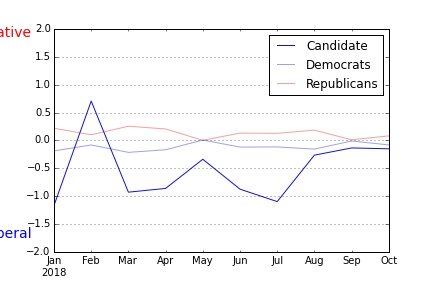 ative
2.0
1.5
1.0
0.5
0.0
−0.5
−1.0
−1.5
−2.0
beral
Candidate
Democrats
Republicans
Jan Feb Mar Apr May Jun Jul Aug Sep Oct
2018